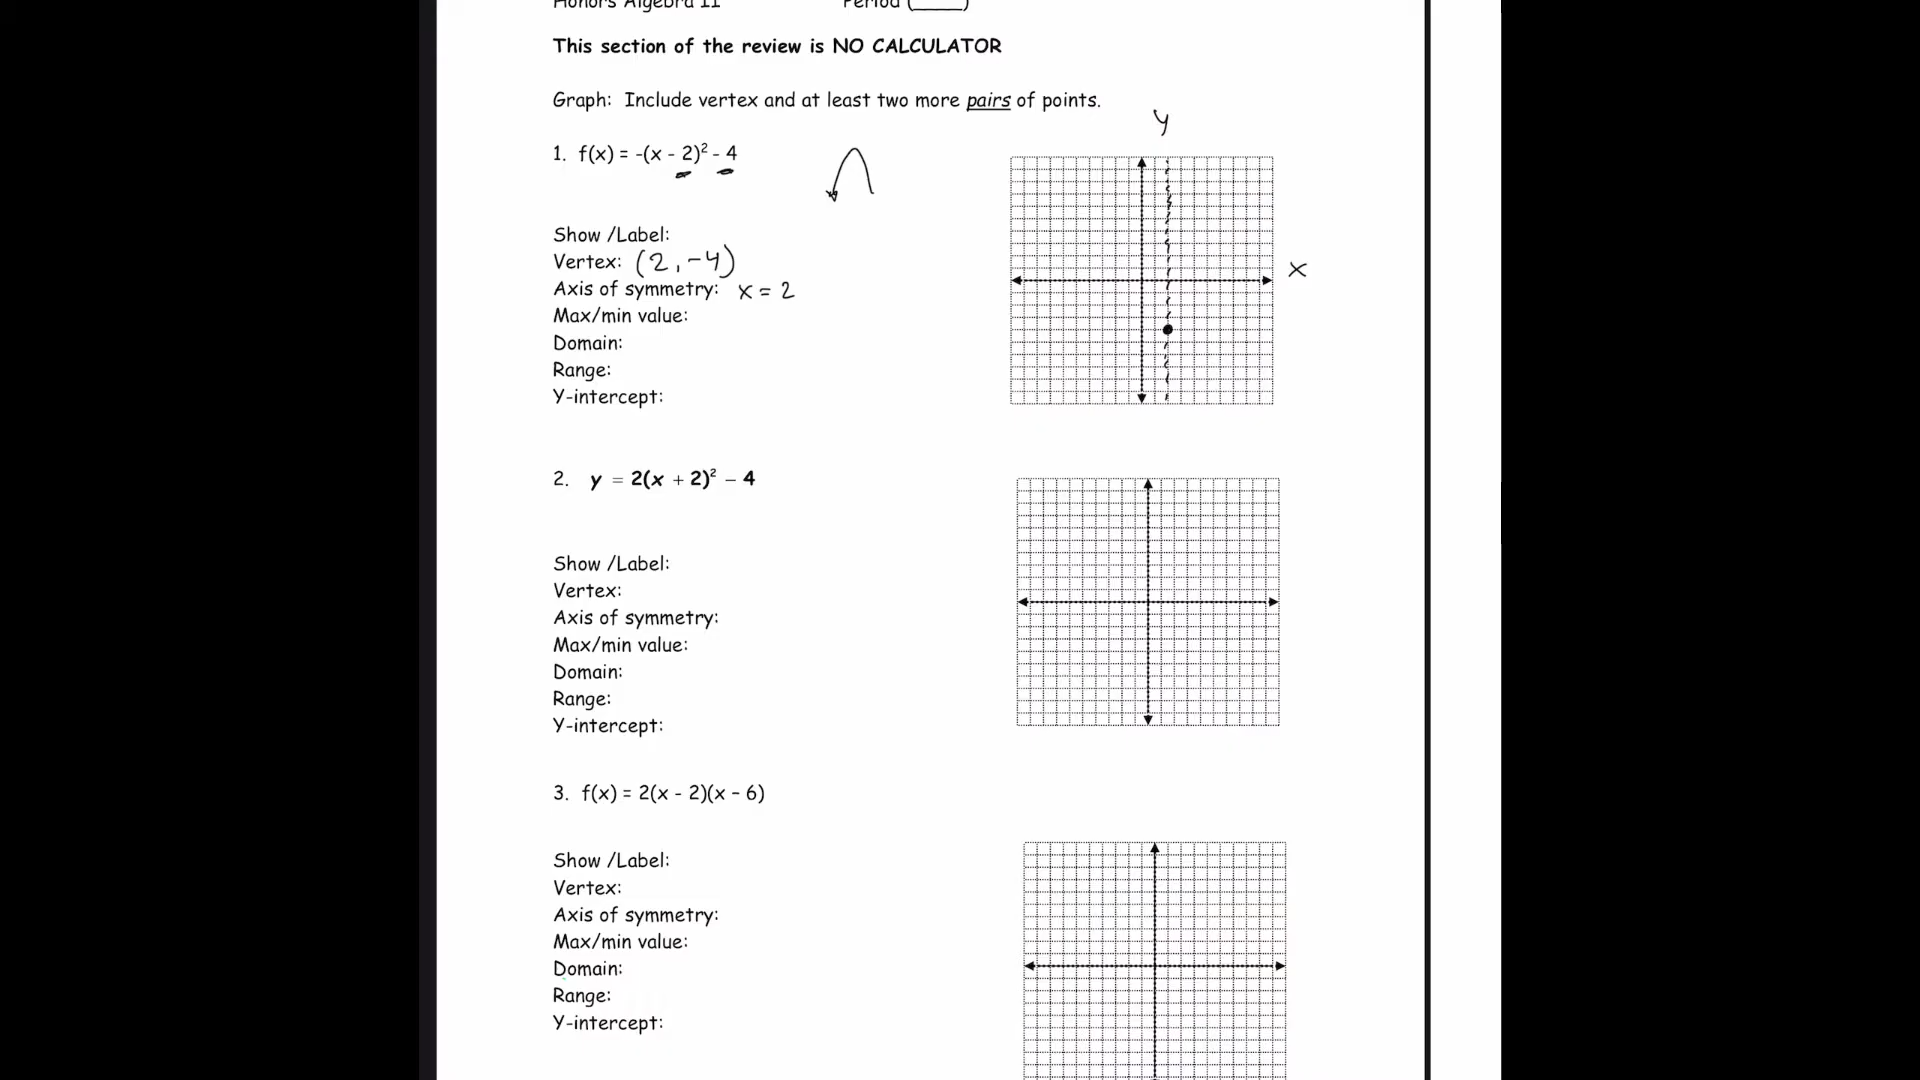 Honors Algebra II Period (_____)
This section of the review is NO CALCULATOR
Graph: Include vertex and at least two more pairs of points.
y
1. f(x) = -(x - 2)² - 4
Show /Label:
Vertex: (2, -4)
x
Axis of symmetry: x = 2
Max/min value:
Domain:
Range:
Y-intercept:
2. y = 2(x + 2)² - 4
Show /Label:
Vertex:
Axis of symmetry:
Max/min value:
Domain:
Range:
Y-intercept:
3. f(x) = 2(x - 2)(x – 6)
Show /Label:
Vertex:
Axis of symmetry:
Max/min value:
Domain:
Range:
Y-intercept: